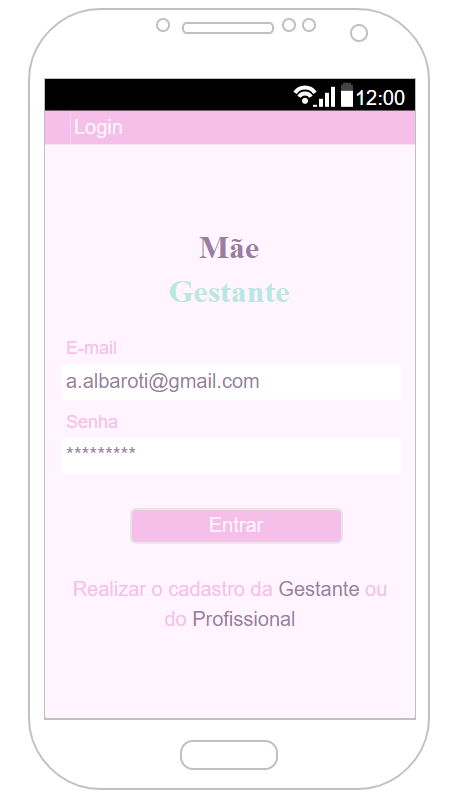 12:00
Login
Mãe
Gestante
E-mail
a.albaroti@gmail.com
Senha
*********
Entrar
Realizar o cadastro da Gestante ou
do Profissional